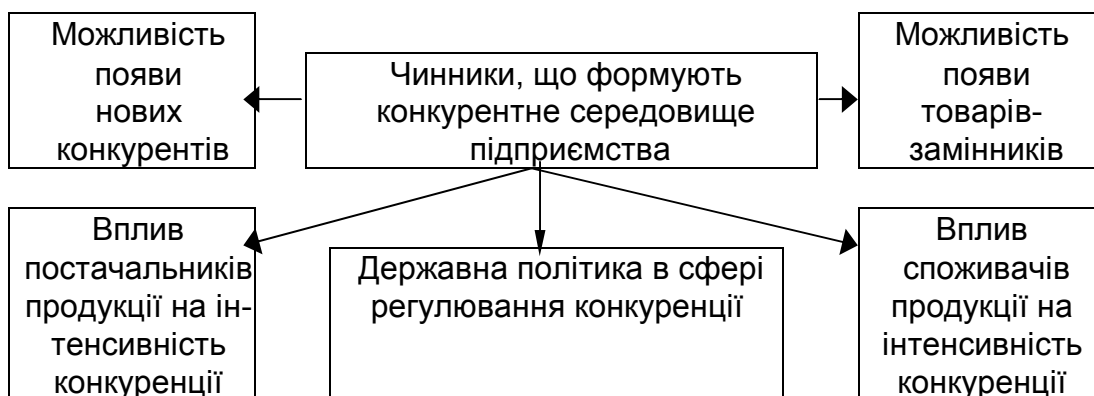 Можливість
появи
нових
конкурентів
Чинники, що формують
конкурентне середовище
підприємства
Можливість
появи
товарів-
замінників
Вплив
постачальників
продукції на ін-
тенсивність
конкуренції
Державна політика в сфері
регулювання конкуренції
Вплив
споживачів
продукції на
інтенсивність
конкуренції